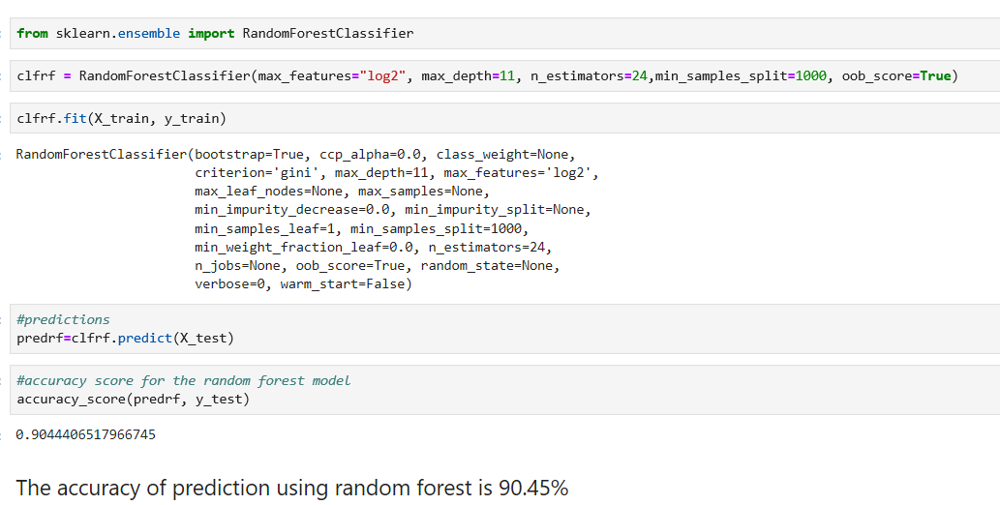 from sklearn.ensemble import RandomForestClassifier
clfrf = RandomForestClassifier(max_features="log2", max_depth=11, n_estimators=24,min_samples_split=1000, oob_score=True)
clfrf.fit(X_train, y_train)
RandomForestClassifier(bootstrap=True, ccp_alpha=0.0, class_weight=None,
criterion='gini', max_depth=11, max_features='log2',
max_leaf_nodes=None, max_samples=None,
min_impurity_decrease=0.0, min_impurity_split=None,
min_samples_leaf=1, min_samples_split=1000,
min_weight_fraction_leaf=0.0, n_estimators=24,
n_jobs=None, oob_score=True, random_state=None,
verbose=0, warm_start=False)
#predictions
predrf=clfrf.predict(X_test)
#accuracy score for the random forest model
accuracy_score(predrf, y_test)
0.9044406517966745
The accuracy of prediction using random forest is 90.45%